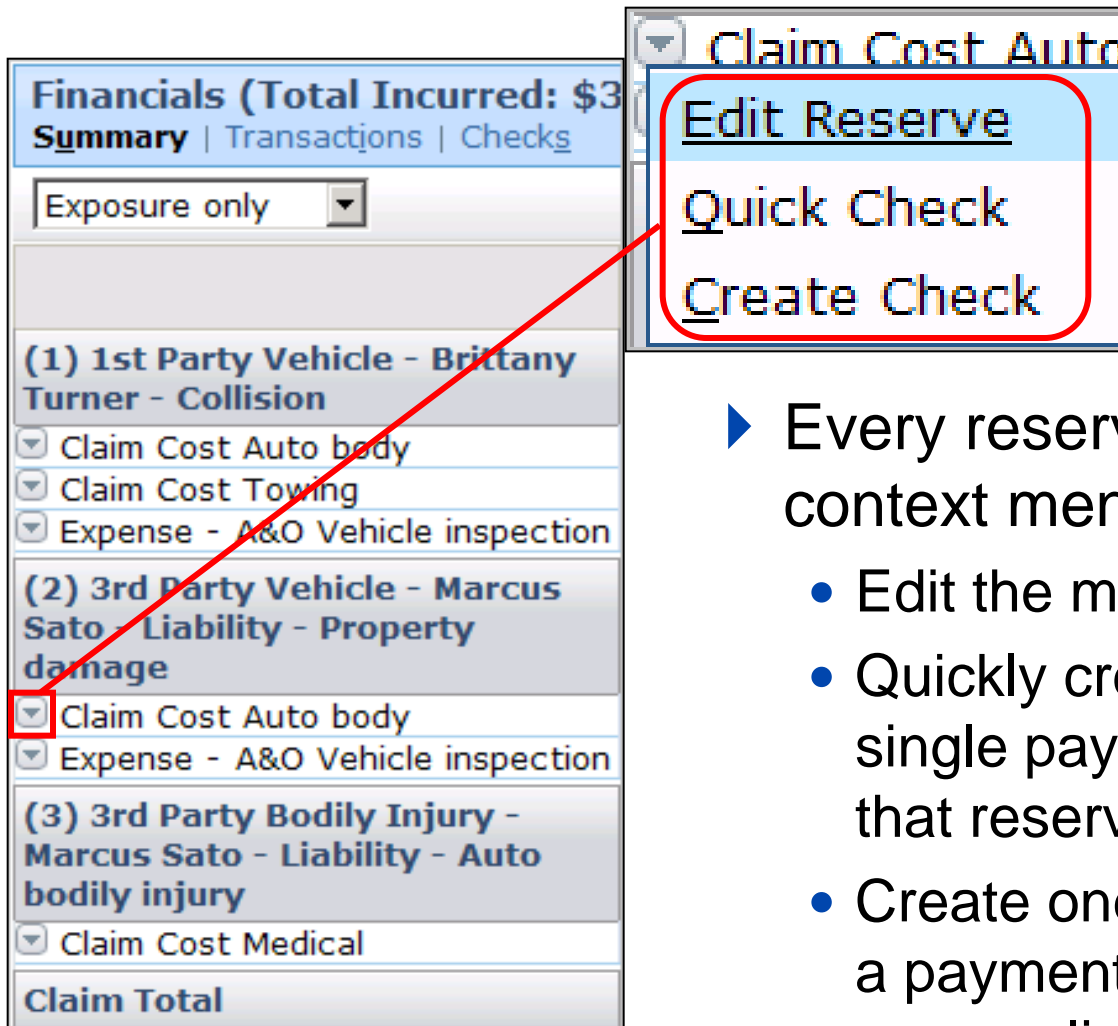 Financials (Total Incurred: $3
Summary | Transactions | Checks
Exposure only
(1) 1st Party Vehicle - Brittany
Turner - Collision
Claim Cost Auto body
Claim Cost Towing
Expense - A&O Vehicle inspection
(2) 3rd Party Vehicle - Marcus
Sato - Liability - Property
damage
Claim Cost Auto body
Expense - A&O Vehicle inspection
(3) 3rd Party Bodily Injury -
Marcus Sato - Liability - Auto
bodily injury
Claim Cost Medical
Claim Total
Claim Cost Auto
Edit Reserve
Quick Check
Create Check
Every reserv
context men
• Edit the m
• Quickly cre
single pay
that reserv
• Create one
a payment